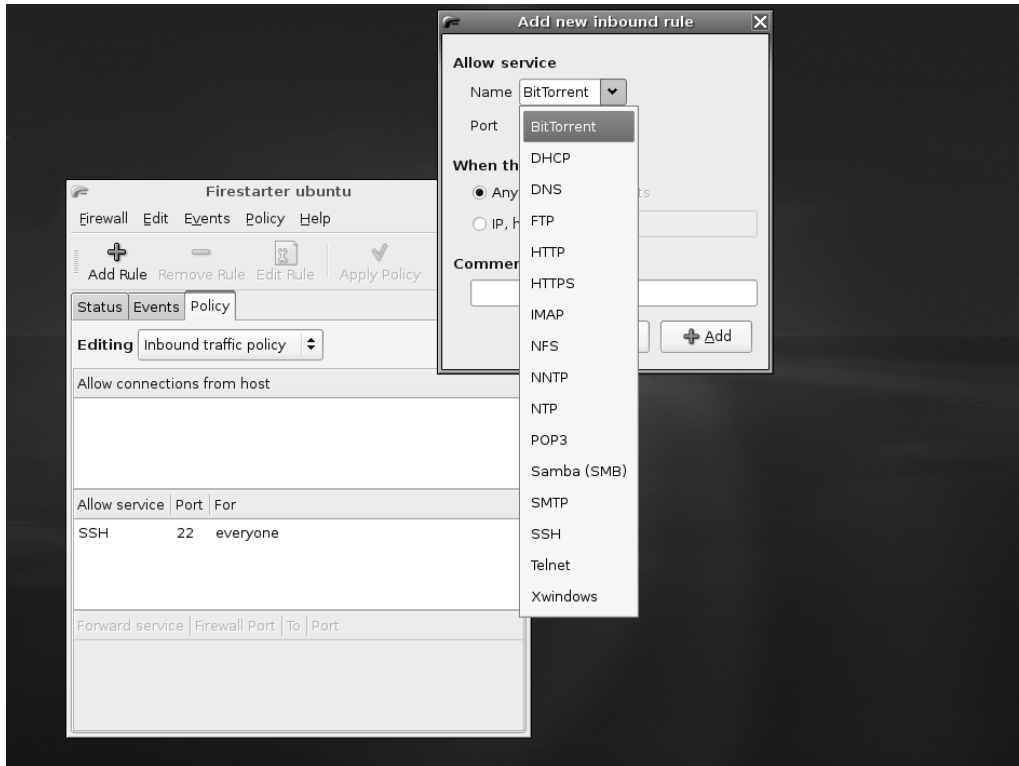 Add new inbound rule
Allow service
Name BitTorrent
Port
BitTorrent
DHCP
DNS
FTP
HTTP
HTTPS
IMAP
NFS
NNTP
NTP
POP3
Samba (SMB)
SMTP
SSH
Telnet
Xwindows
When
Any
IP,
Add
Firestarter ubuntu
Firewall Edit Events Policy Help
Add Rule Remove Rule Edit Rule Apply Policy
Status Events Policy
Editing Inbound traffic policy
Allow connections from host
Allow service Port For
SSH 22 everyone
Forward service Firewall Port To Port